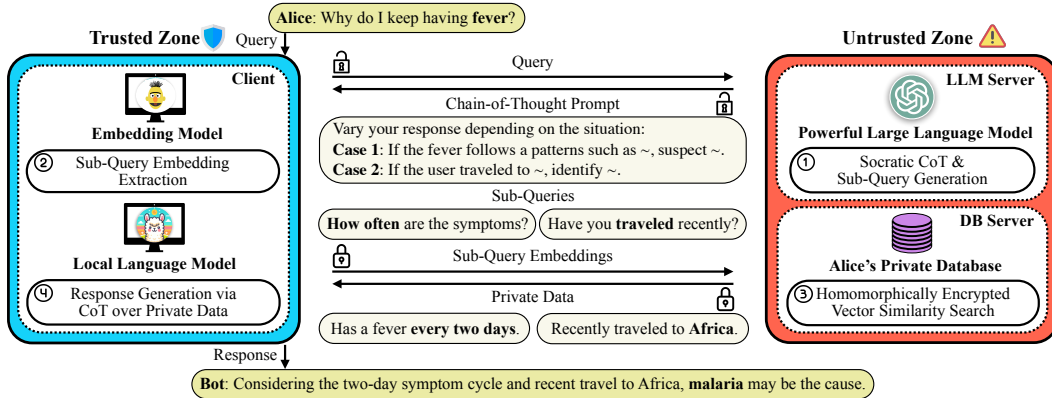 Alice: Why do I keep having fever?
Trusted Zone
Query
Untrusted Zone
Client
Embedding Model
② Sub-Query Embedding
Extraction
Local Language Model
④ Response Generation via
CoT over Private Data
Query
Chain-of-Thought Prompt
Vary your response depending on the situation:
Case 1: If the fever follows a patterns such as ~, suspect ~.
Case 2: If the user traveled to ~, identify ~.
Sub-Queries
How often are the symptoms?
Have you traveled recently?
Sub-Query Embeddings
Private Data
Has a fever every two days.
Recently traveled to Africa.
LLM Server
Powerful Large Language Model
① Socratic CoT &
Sub-Query Generation
DB Server
Alice's Private Database
③ Homomorphically Encrypted
Vector Similarity Search
Response
Bot: Considering the two-day symptom cycle and recent travel to Africa, malaria may be the cause.